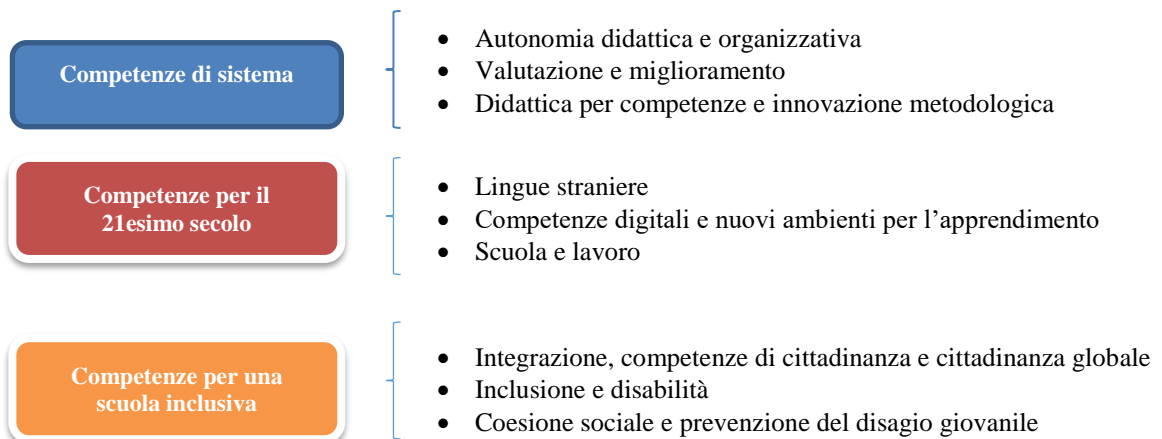 Competenze di sistema
• Autonomia didattica e organizzativa
• Valutazione e miglioramento
• Didattica per competenze e innovazione metodologica
Competenze per il
21esimo secolo
• Lingue straniere
• Competenze digitali e nuovi ambienti per l’apprendimento
• Scuola e lavoro
Competenze per una
scuola inclusiva
• Integrazione, competenze di cittadinanza e cittadinanza globale
• Inclusione e disabilità
• Coesione sociale e prevenzione del disagio giovanile